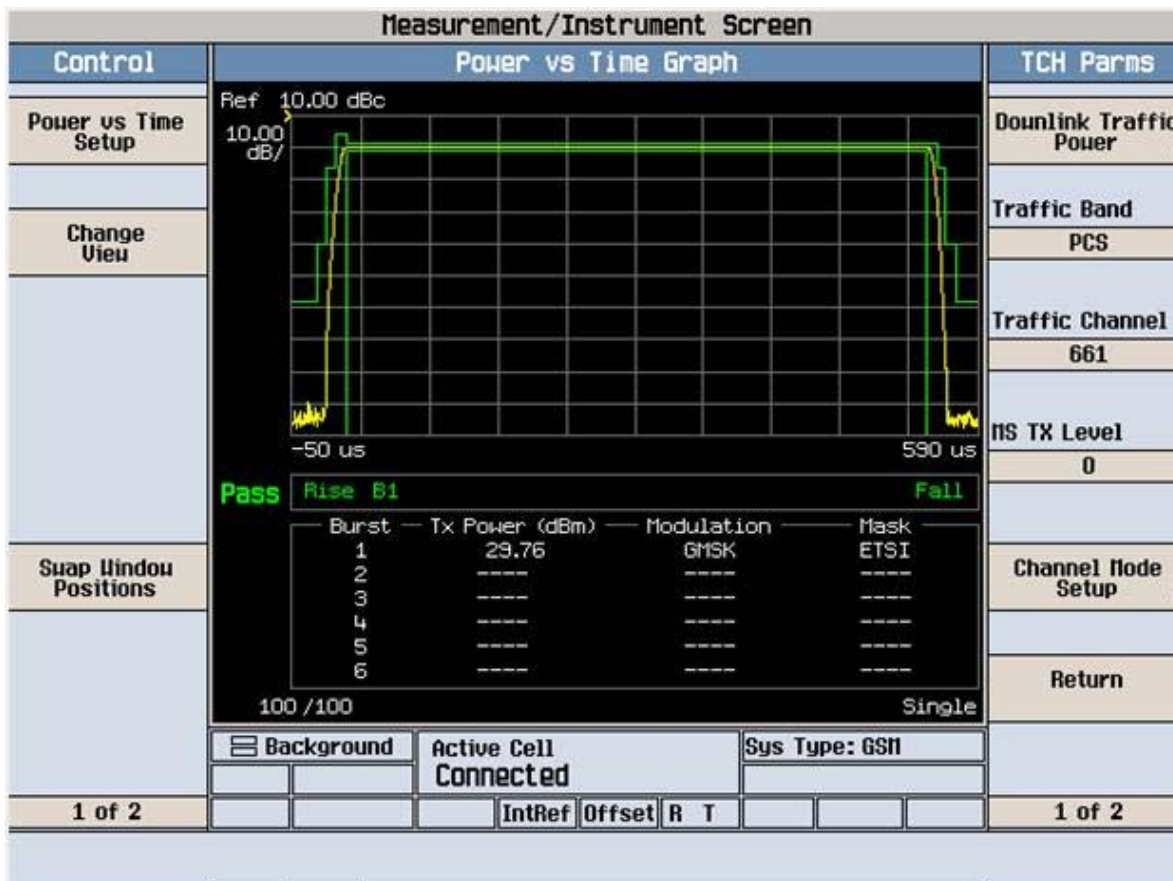 Measurement/Instrument Screen
Control
Power vs Time Graph
TCH Parms
Power vs Time
Setup
Change
View
Swap Window
Positions
1 of 2
Ref 10.00 dBc
10.00
dB/
-50 us
590 us
Pass
Rise B1
Fall
Burst Tx Power (dBm) Modulation Mask
1 29.76 GMSK ETSI
2 ---- ---- ----
3 ---- ---- ----
4 ---- ---- ----
5 ---- ---- ----
6 ---- ---- ----
100 /100
Single
Background
Active Cell
Connected
Sys Type: GSM
IntRef
Offset
R T
Downlink Traffic
Power
Traffic Band
PCS
Traffic Channel
661
MS TX Level
0
Channel Mode
Setup
Return
1 of 2